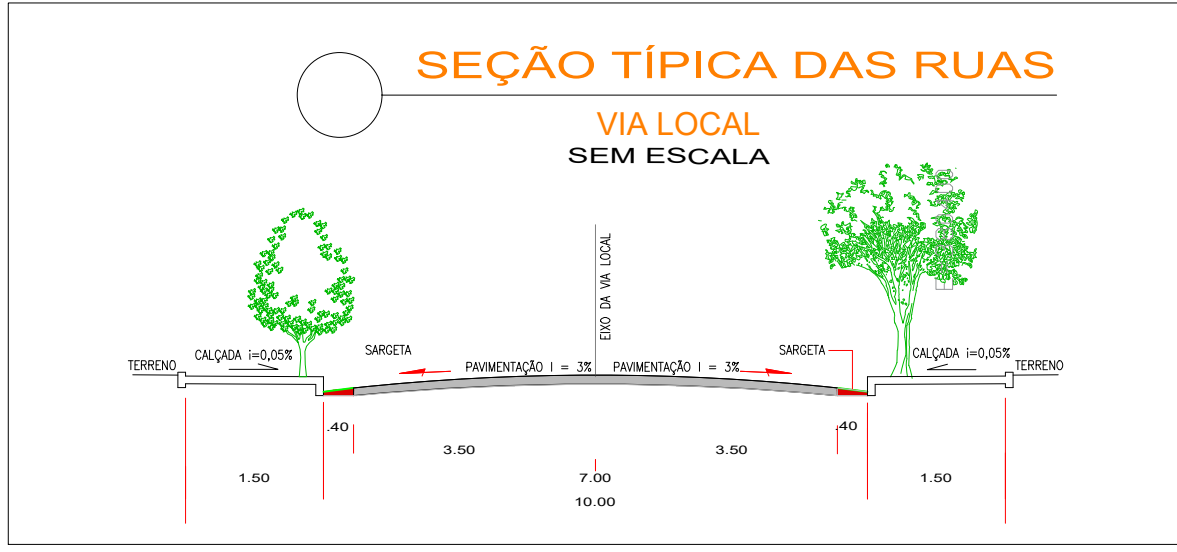 SEÇÃO TÍPICA DAS RUAS
VIA LOCAL
SEM ESCALA
EIXO DA VIA LOCAL
TERRENO
CALÇADA i=0,05%
SARGETA
PAVIMENTAÇÃO I = 3%
PAVIMENTAÇÃO I = 3%
SARGETA
CALÇADA i=0,05%
TERRENO
.40
.40
3.50
3.50
1.50
7.00
1.50
10.00